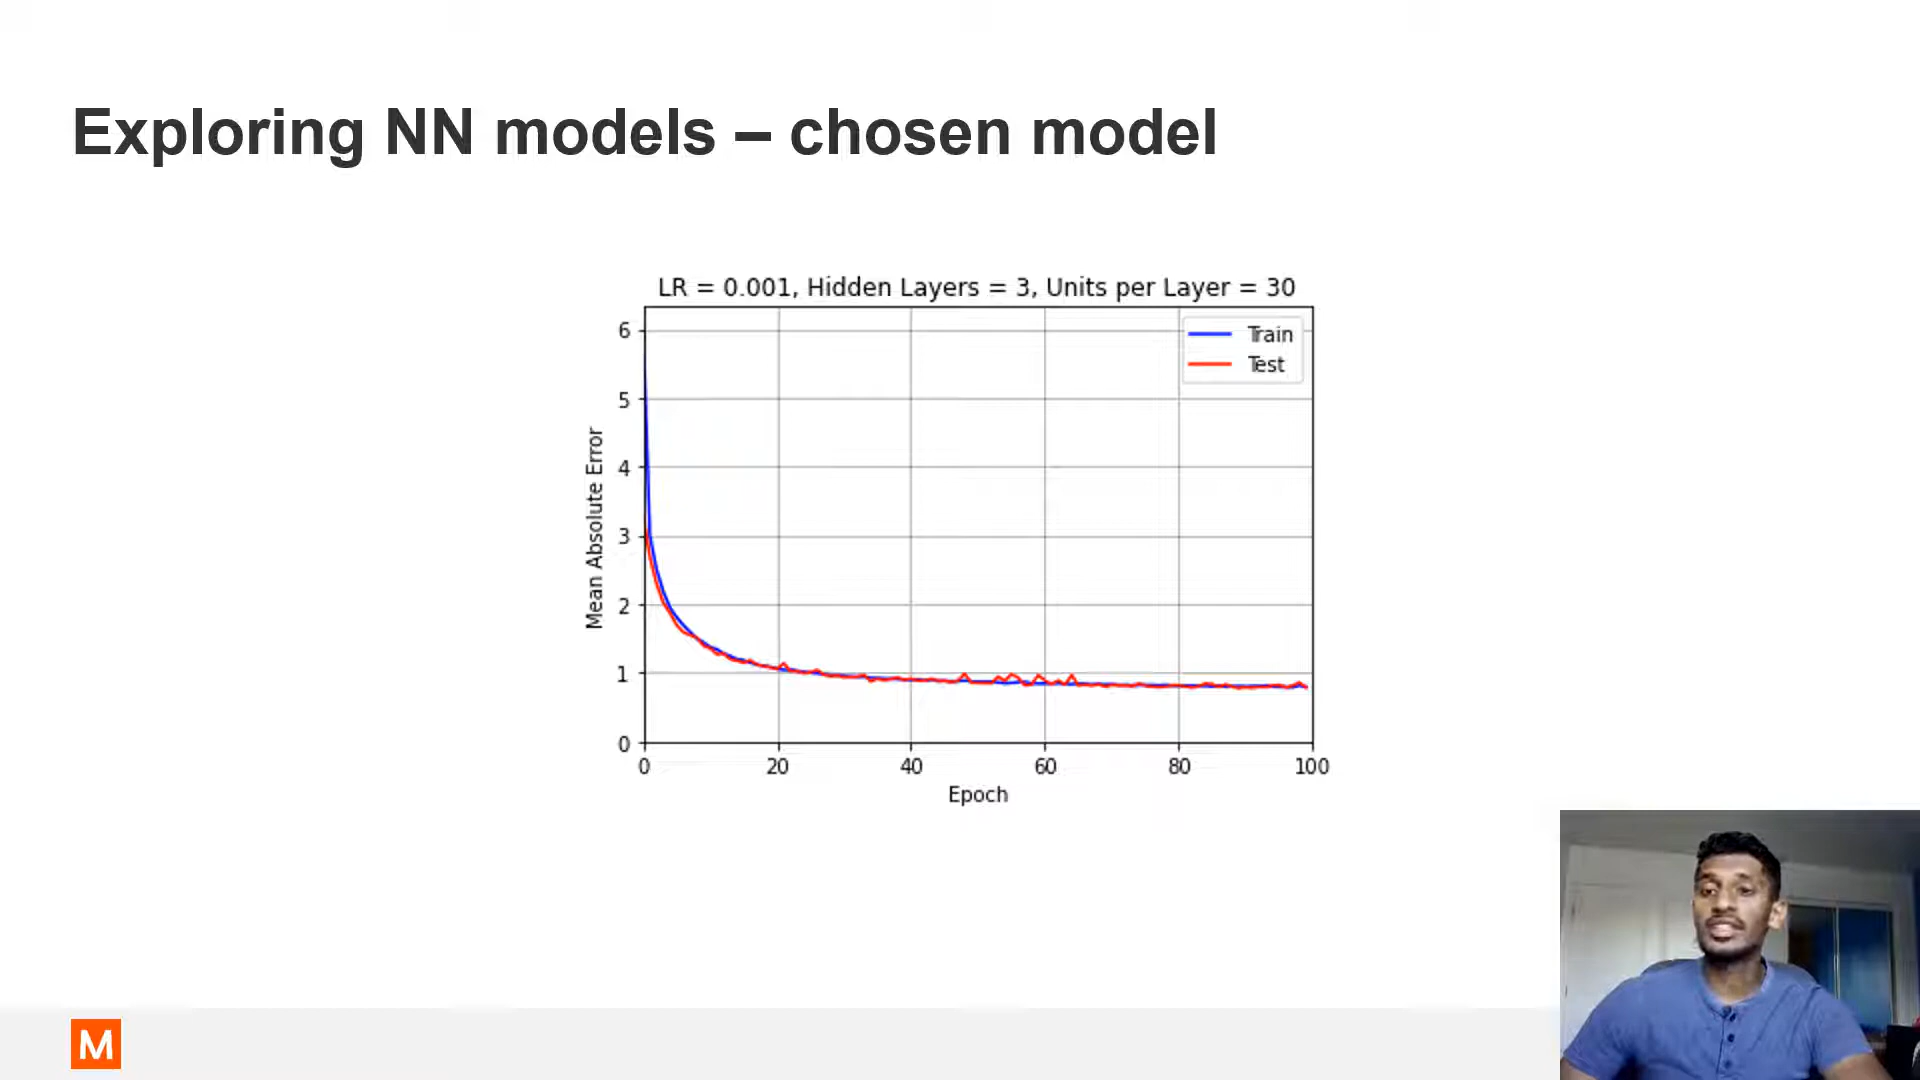 Exploring NN models – chosen model
LR = 0.001, Hidden Layers = 3, Units per Layer = 30
Train
Test
6
5
4
3
2
1
0
Mean Absolute Error
0 20 40 60 80 100
Epoch
M